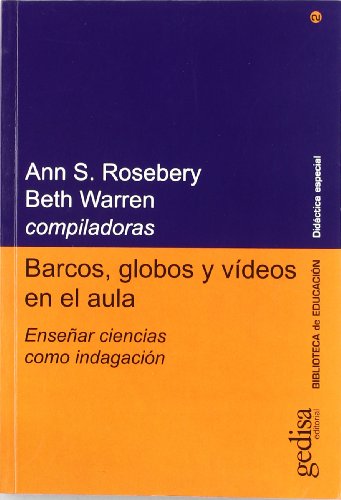 Ann S. Rosebery
Beth Warren
compiladoras
Barcos, globos y vídeos
en el aula
Enseñar ciencias
como indagación
2
Didáctica especial
BIBLIOTECA de EDUCACIÓN
gedisa
editorial